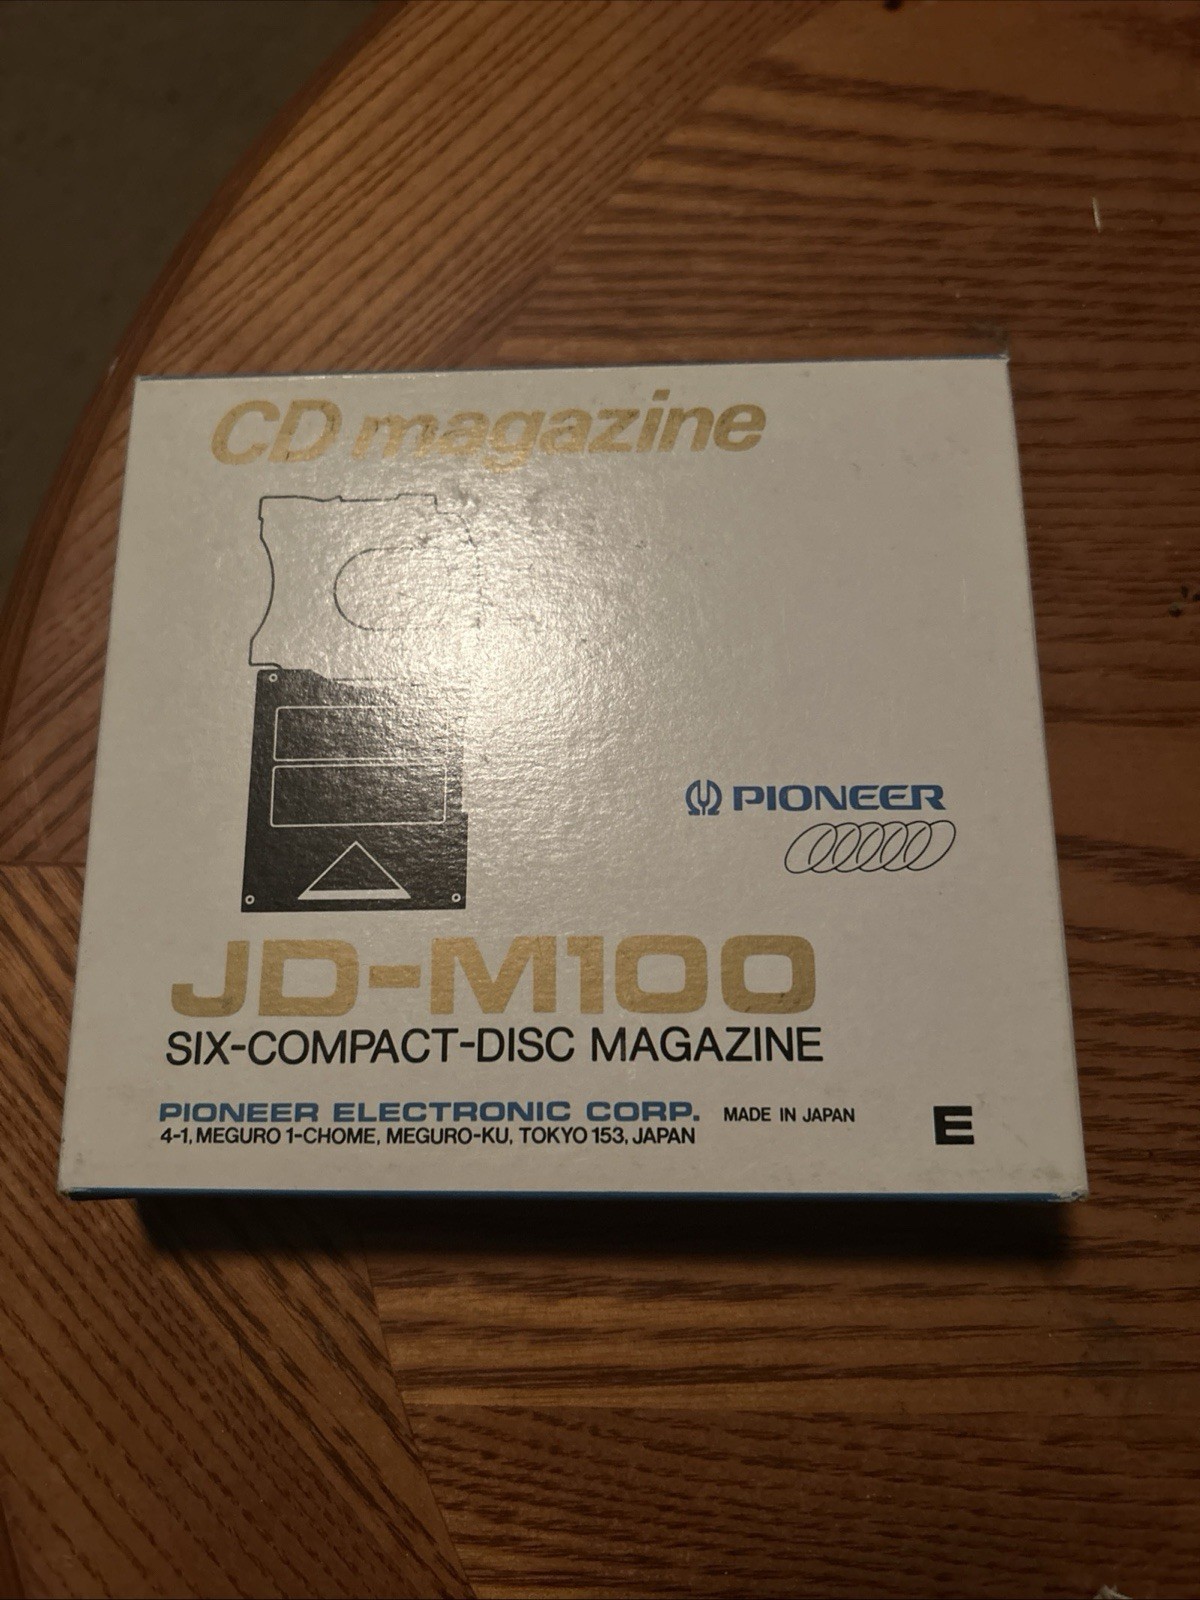 CD magazine
PIONEER
JD-M100
SIX-COMPACT-DISC MAGAZINE
PIONEER ELECTRONIC CORP. MADE IN JAPAN
4-1, MEGURO 1-CHOME, MEGURO-KU, TOKYO 153, JAPAN
E